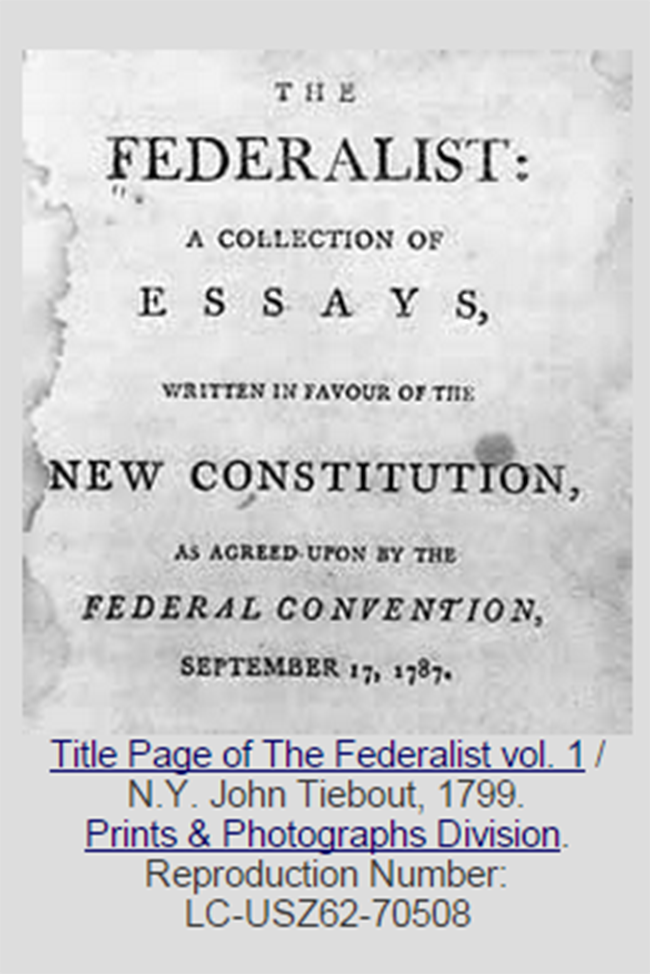 THE
FEDERALIST:
A COLLECTION OF
ESSAYS,
WRITTEN IN FAVOUR OF THE
NEW CONSTITUTION,
AS AGREED UPON BY THE
FEDERAL CONVENTION,
SEPTEMBER 17, 1787.
Title Page of The Federalist vol. 1 /
N.Y. John Tiebout, 1799.
Prints & Photographs Division.
Reproduction Number:
LC-USZ62-70508